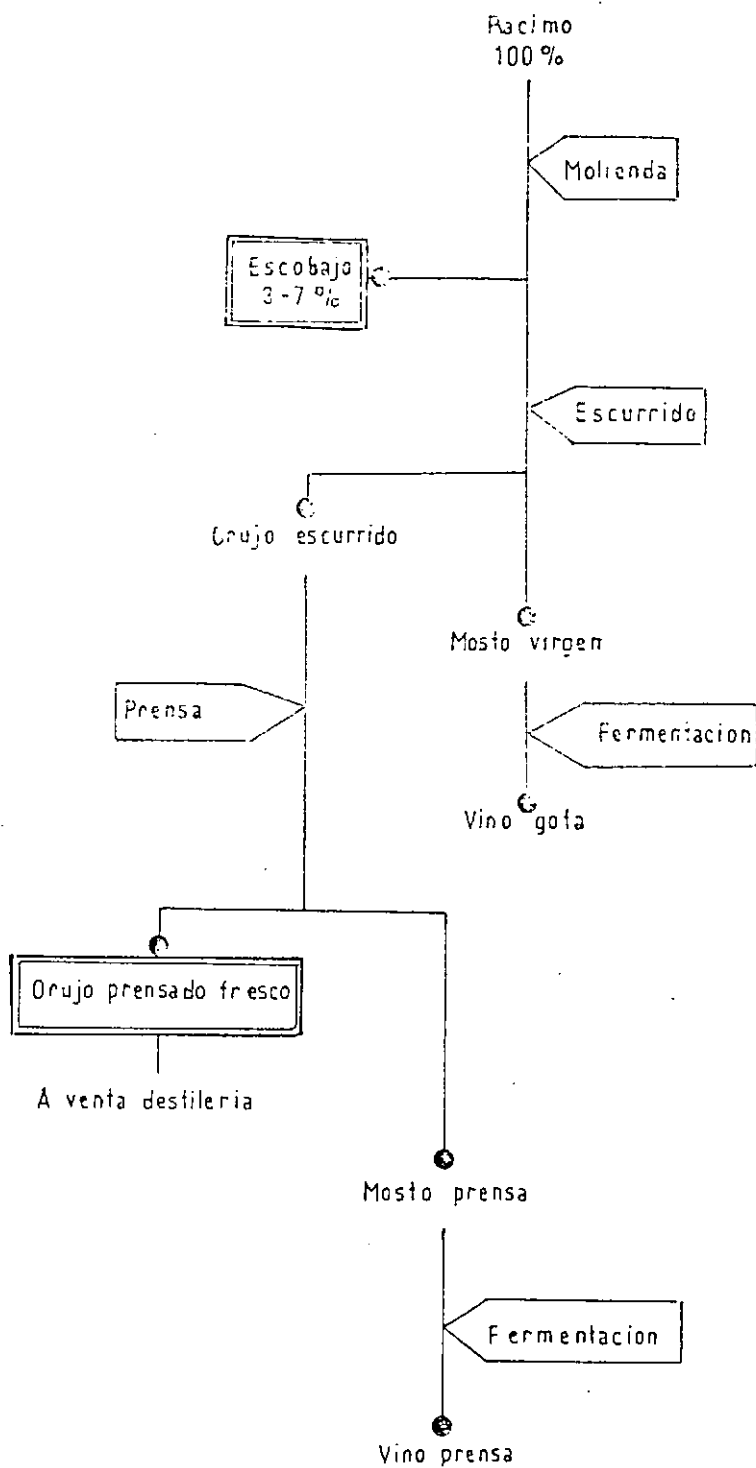 Racimo
100 %
Molienda
Escobajo
3 - 7 %
Escurrido
Orujo escurrido
Mosto virgen
Prensa
Fermentacion
Vino gota
Orujo prensado fresco
A venta destileria
Mosto prensa
Fermentacion
Vino prensa